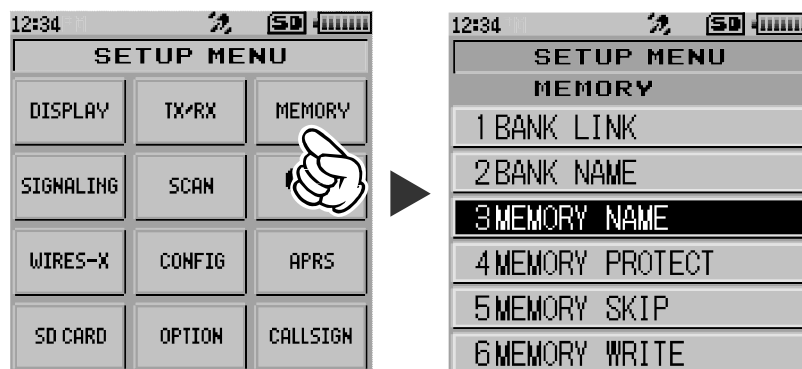 12:34 SD
SETUP MENU
DISPLAY TX/RX MEMORY
SIGNALING SCAN
WIRES-X CONFIG APRS
SD CARD OPTION CALLSIGN
12:34 SD
SETUP MENU
MEMORY
1 BANK LINK
2 BANK NAME
3 MEMORY NAME
4 MEMORY PROTECT
5 MEMORY SKIP
6 MEMORY WRITE